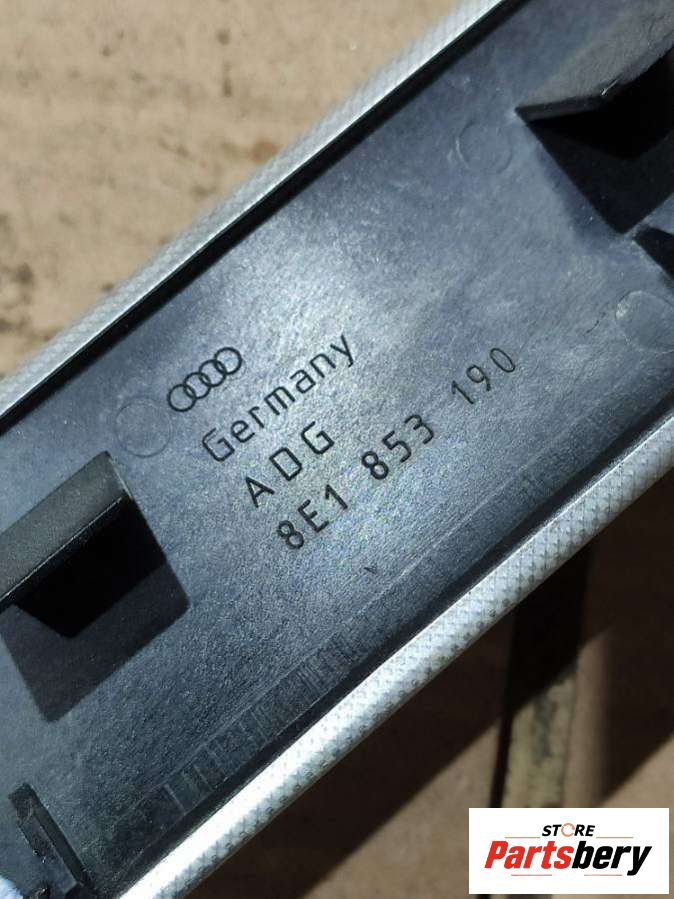 Germany
ADG
8E1 853 190
STORE
Partsbery